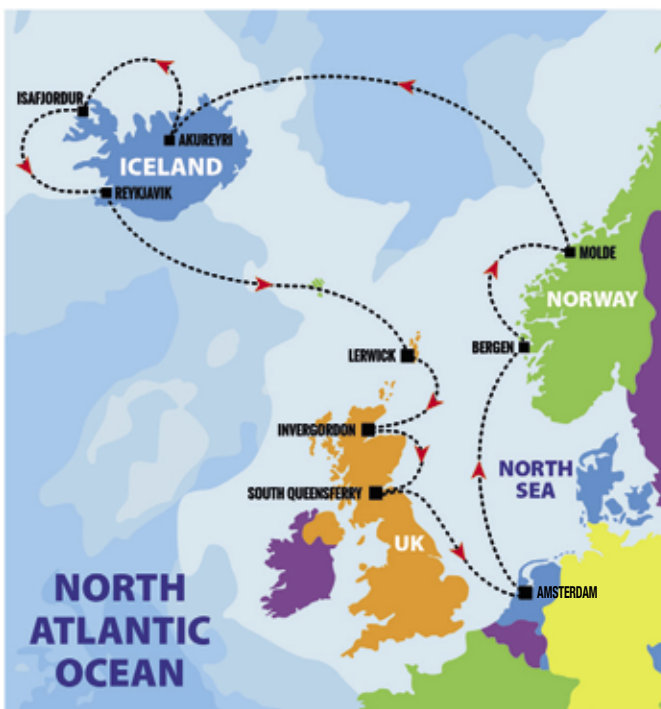 ISAFJORDUR
AKUREYRI
ICELAND
REYKJAVIK
MOLDE
NORWAY
BERGEN
LERWICK
INVERGORDON
NORTH
SEA
SOUTH QUEENSFERRY
UK
AMSTERDAM
NORTH
ATLANTIC
OCEAN